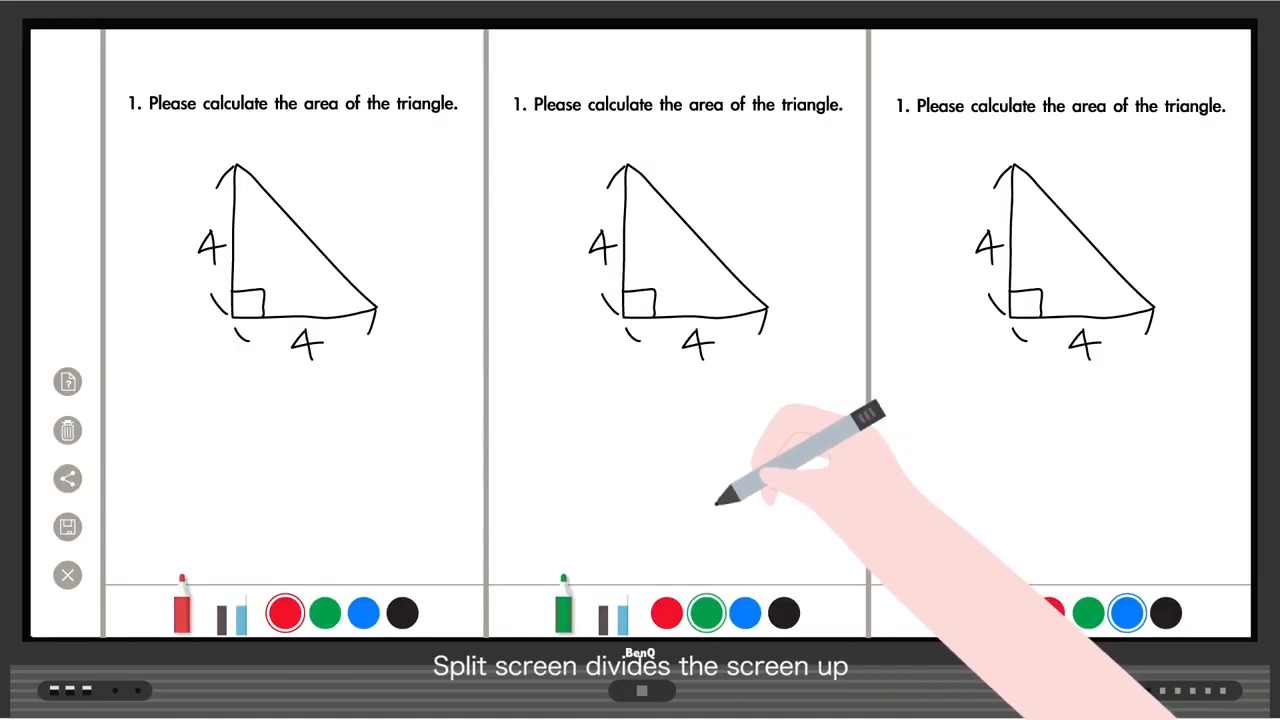 1. Please calculate the area of the triangle.
4
4
1. Please calculate the area of the triangle.
4
4
1. Please calculate the area of the triangle.
4
4
BenQ
Split screen divides the screen up